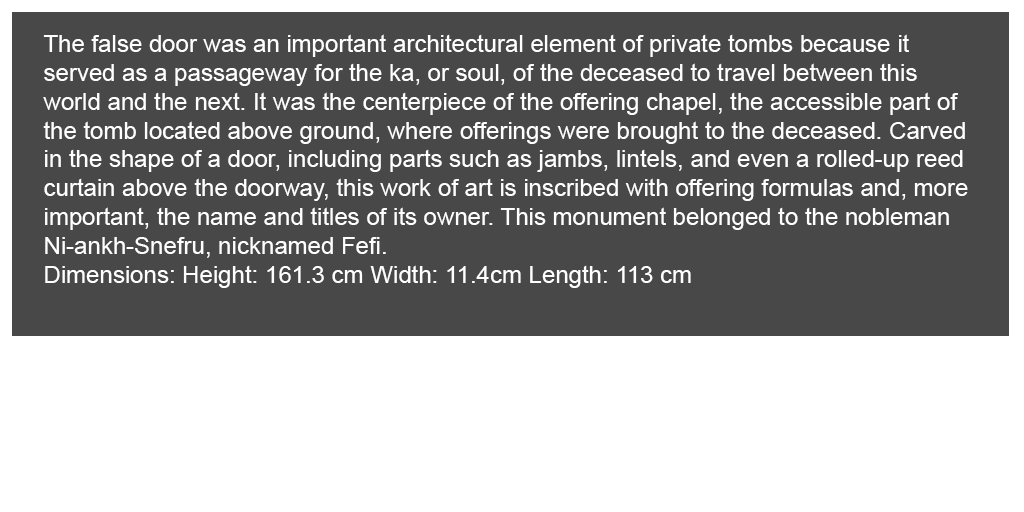 The false door was an important architectural element of private tombs because it
served as a passageway for the ka, or soul, of the deceased to travel between this
world and the next. It was the centerpiece of the offering chapel, the accessible part of
the tomb located above ground, where offerings were brought to the deceased. Carved
in the shape of a door, including parts such as jambs, lintels, and even a rolled-up reed
curtain above the doorway, this work of art is inscribed with offering formulas and, more
important, the name and titles of its owner. This monument belonged to the nobleman
Ni-ankh-Snefru, nicknamed Fefi.
Dimensions: Height: 161.3 cm Width: 11.4cm Length: 113 cm